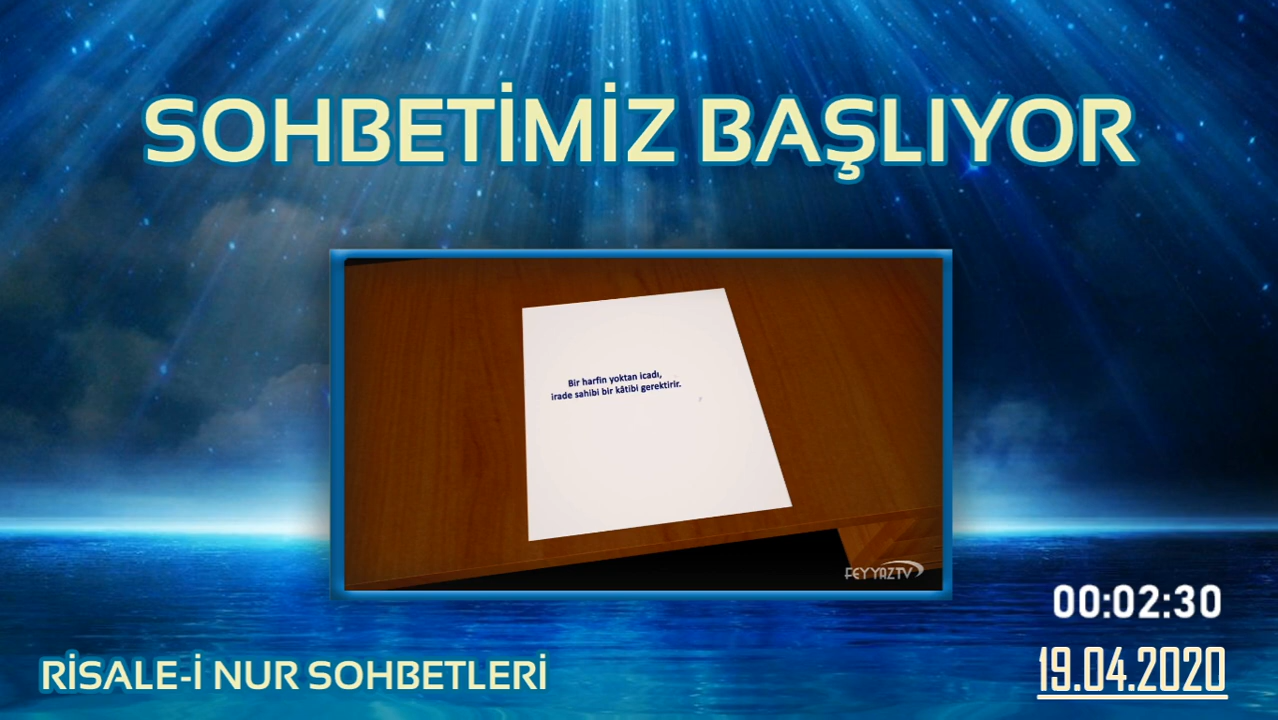 SOHBETİMİZ BAŞLIYOR
Bir harfin yoktan icadı,
irade sahibi bir kâtibi gerektirir.
FEYYAZTV
00:02:30
19.04.2020
RİSALE-İ NUR SOHBETLERİ